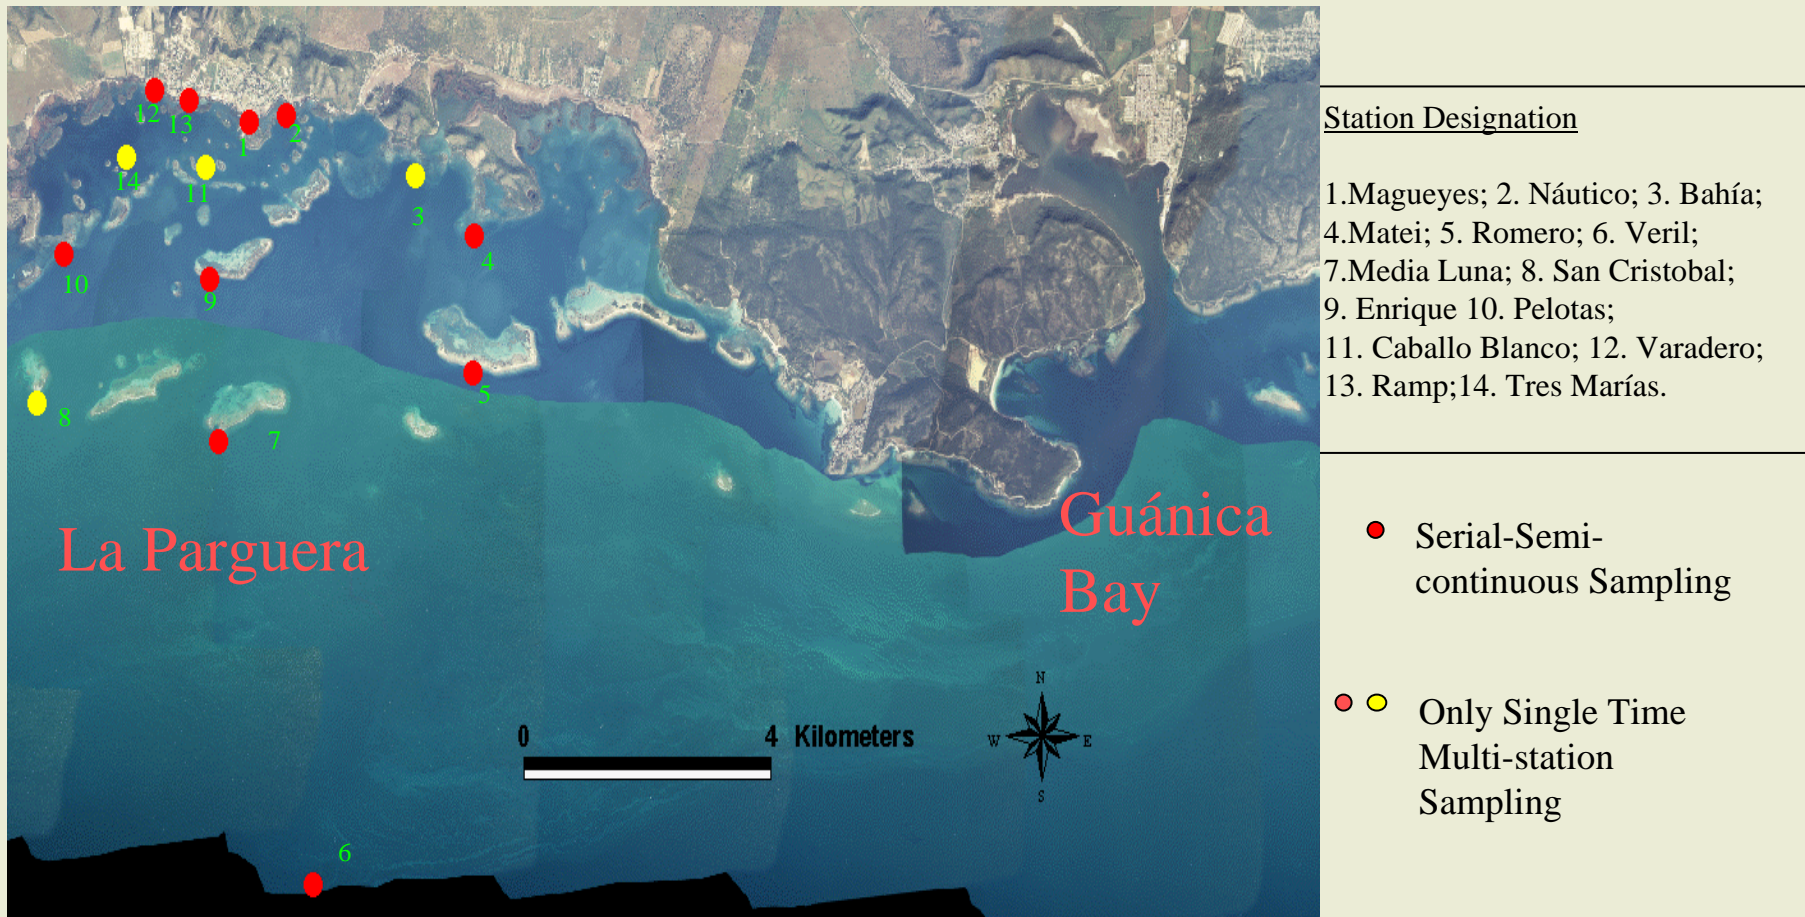 12
13
1
2
14
11
3
4
10
9
5
8
7
La Parguera
Guánica
Bay
6
0 4 Kilometers
N
W E
S
Station Designation
1.Magueyes; 2. Náutico; 3. Bahía;
4.Matei; 5. Romero; 6. Veril;
7.Media Luna; 8. San Cristobal;
9. Enrique 10. Pelotas;
11. Caballo Blanco; 12. Varadero;
13. Ramp;14. Tres Marías.
Serial-Semi-
continuous Sampling
Only Single Time
Multi-station
Sampling